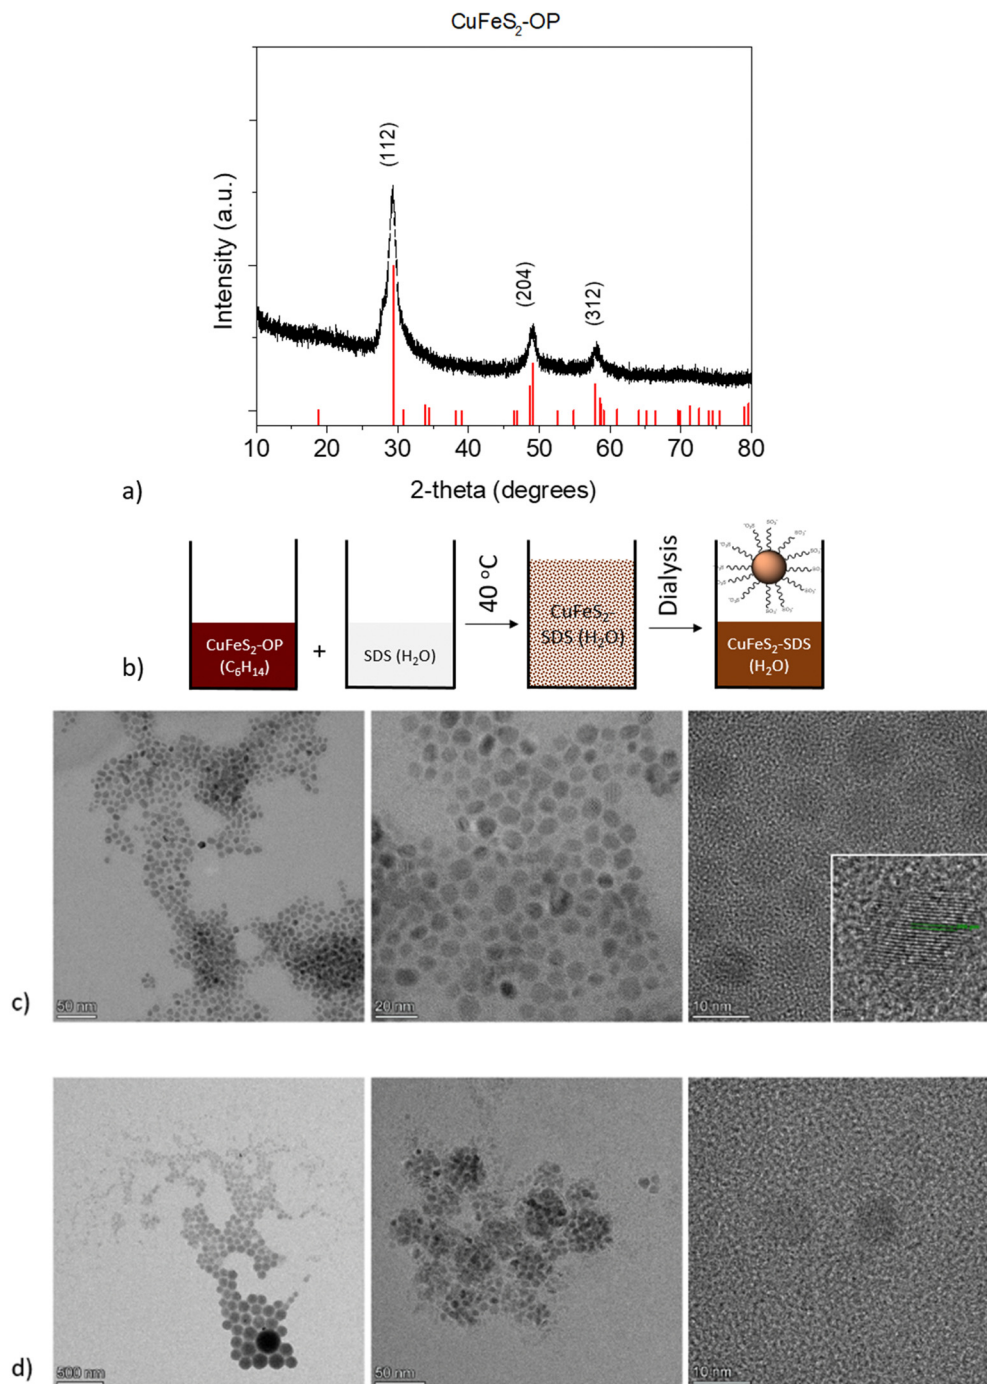 CuFeS₂-OP
(112)
(204)
(312)
Intensity (a.u.)
10 20 30 40 50 60 70 80
2-theta (degrees)
a)
40 °C
Dialysis
CuFeS₂-OP
(C₆H₁₄)
+
SDS (H₂O)
CuFeS₂-
SDS (H₂O)
CuFeS₂-SDS
(H₂O)
b)
50 nm
20 nm
10 nm
c)
500 nm
50 nm
10 nm
d)